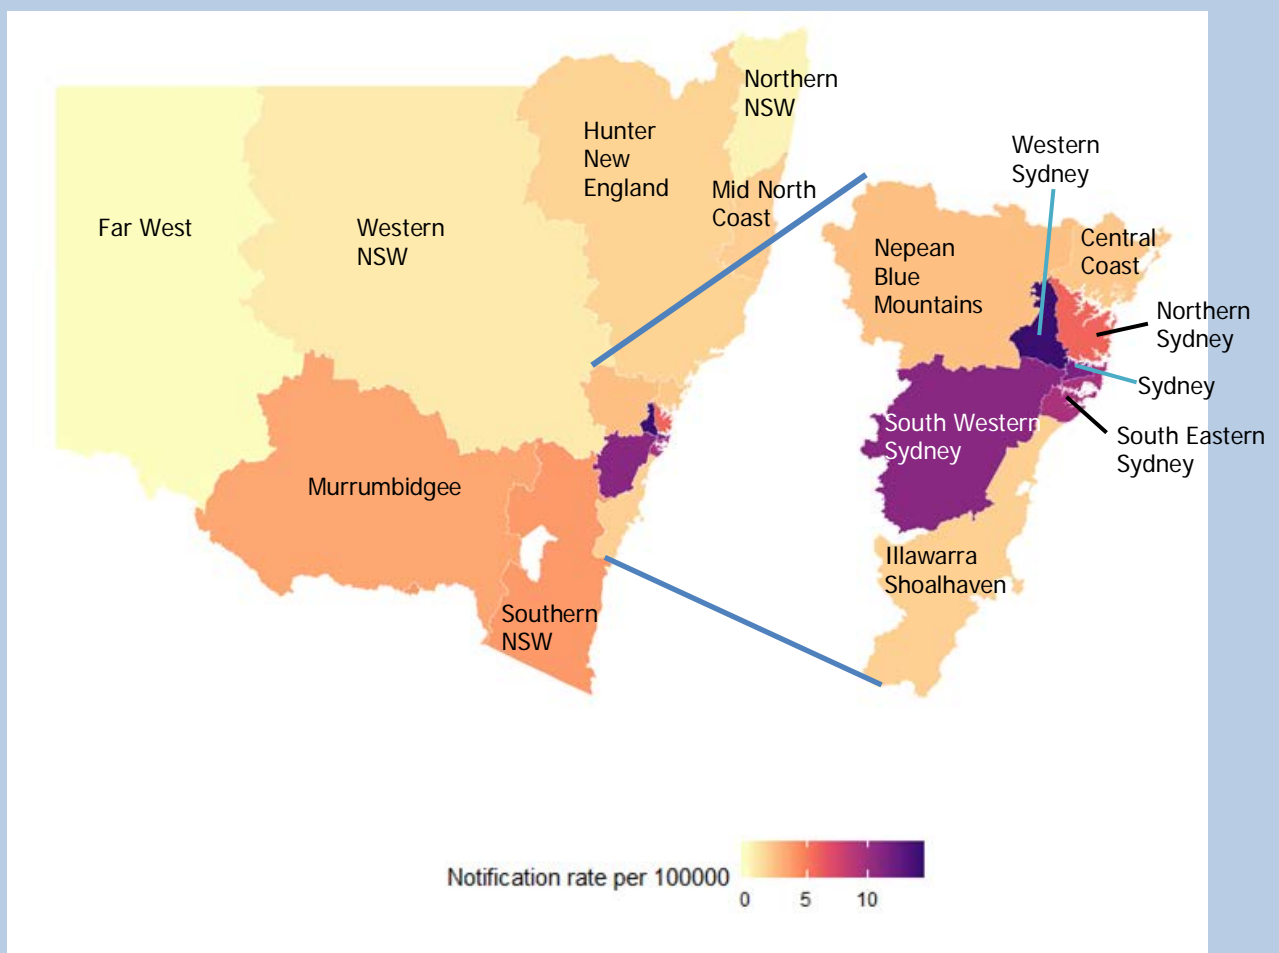 Northern
NSW
Hunter
New
England
Western
Sydney
Mid North
Coast
Far West
Western
NSW
Nepean
Blue
Mountains
Central
Coast
Northern
Sydney
Sydney
South Western
Sydney
South Eastern
Sydney
Murrumbidgee
Illawarra
Shoalhaven
Southern
NSW
Notification rate per 100000
0 5 10